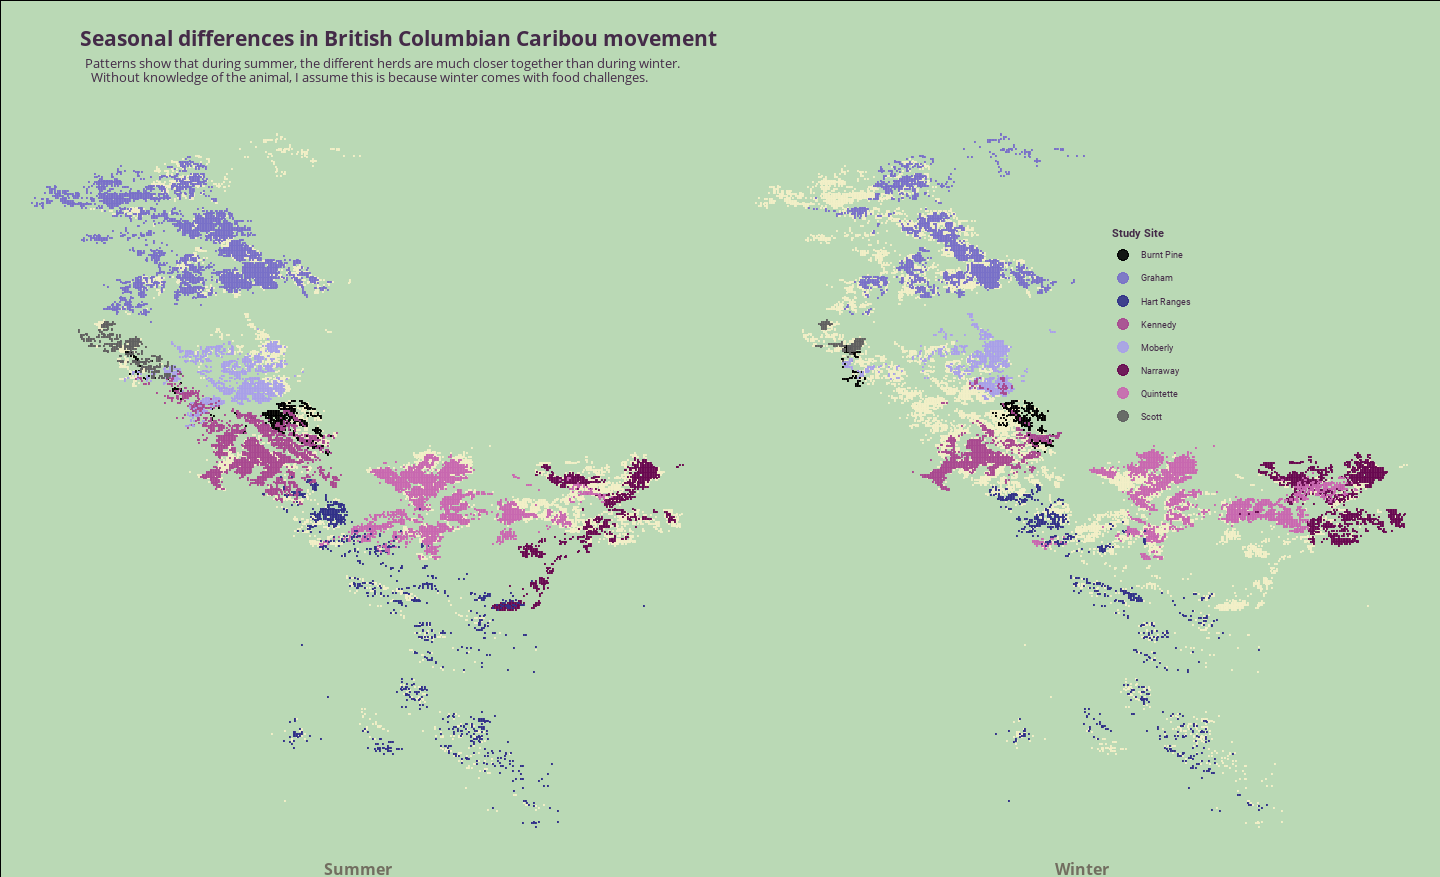 Seasonal differences in British Columbian Caribou movement
Patterns show that during summer, the different herds are much closer together than during winter.
Without knowledge of the animal, I assume this is because winter comes with food challenges.
Study Site
Burnt Pine
Graham
Hart Ranges
Kennedy
Moberly
Narraway
Quintette
Scott
Summer
Winter